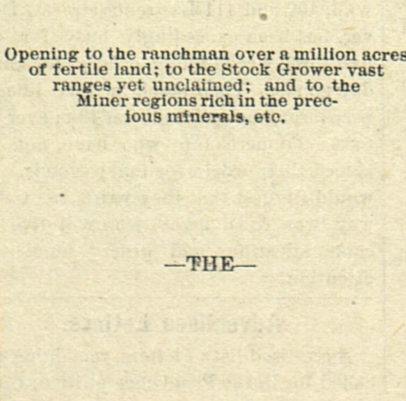 Opening to the ranchman over a million acres
of fertile land; to the Stock Grower vast
ranges yet unclaimed; and to the
Miner regions rich in the prec-
ious minerals, etc.
—THE—